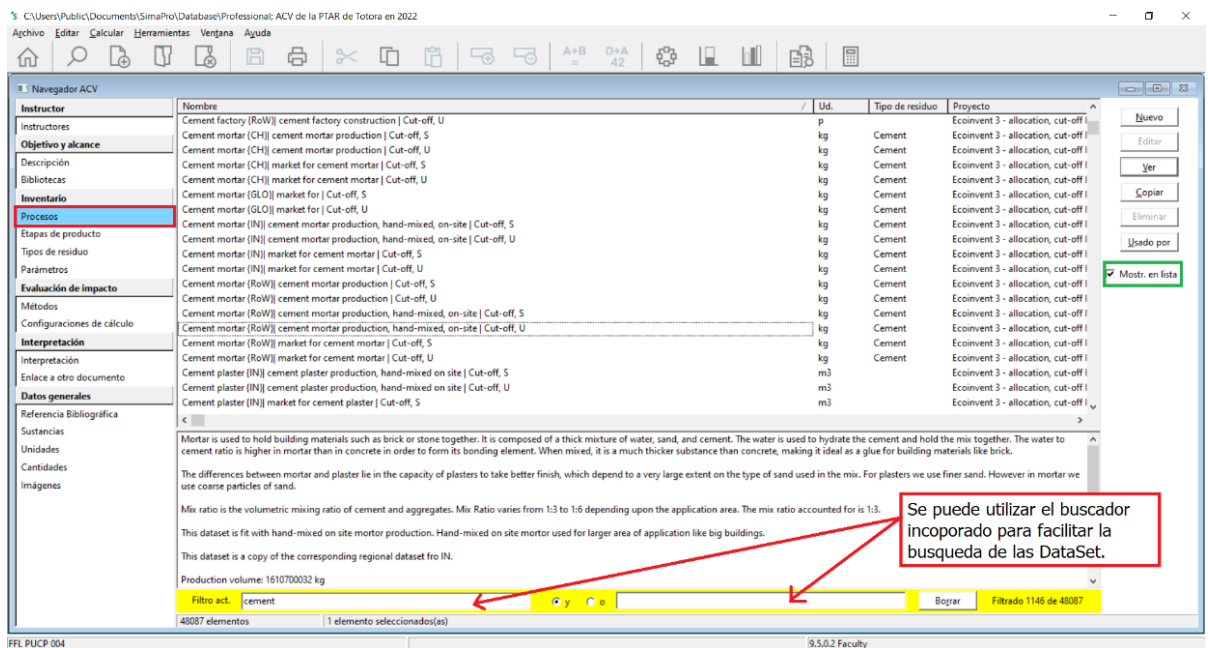 C:\Users\Public\Documents\SimaPro\Database\Professional; ACV de la PTAR de Totora en 2022
Archivo Editar Calcular Herramientas Ventana Ayuda
A+B
=
D+A
42
Navegador ACV
Instructor
Instructores
Objetivo y alcance
Descripción
Bibliotecas
Inventario
Procesos
Etapas de producto
Tipos de residuo
Parámetros
Evaluación de impacto
Métodos
Configuraciones de cálculo
Interpretación
Interpretación
Enlace a otro documento
Datos generales
Referencia Bibliográfica
Sustancias
Unidades
Cantidades
Imágenes
Nombre / Ud. Tipo de residuo Proyecto
Cement factory {RoW}| cement factory construction | Cut-off, U p Ecoinvent 3 - allocation, cut-off
Cement mortar {CH}| cement mortar production | Cut-off, S kg Cement Ecoinvent 3 - allocation, cut-off
Cement mortar {CH}| cement mortar production | Cut-off, U kg Cement Ecoinvent 3 - allocation, cut-off
Cement mortar {CH}| market for cement mortar | Cut-off, S kg Cement Ecoinvent 3 - allocation, cut-off
Cement mortar {CH}| market for cement mortar | Cut-off, U kg Cement Ecoinvent 3 - allocation, cut-off
Cement mortar {GLO}| market for | Cut-off, S kg Cement Ecoinvent 3 - allocation, cut-off
Cement mortar {GLO}| market for | Cut-off, U kg Cement Ecoinvent 3 - allocation, cut-off
Cement mortar {IN}| cement mortar production, hand-mixed, on-site | Cut-off, S kg Cement Ecoinvent 3 - allocation, cut-off
Cement mortar {IN}| cement mortar production, hand-mixed, on-site | Cut-off, U kg Cement Ecoinvent 3 - allocation, cut-off
Cement mortar {IN}| market for cement mortar | Cut-off, S kg Cement Ecoinvent 3 - allocation, cut-off
Cement mortar {IN}| market for cement mortar | Cut-off, U kg Cement Ecoinvent 3 - allocation, cut-off
Cement mortar {RoW}| cement mortar production | Cut-off, S kg Cement Ecoinvent 3 - allocation, cut-off
Cement mortar {RoW}| cement mortar production | Cut-off, U kg Cement Ecoinvent 3 - allocation, cut-off
Cement mortar {RoW}| cement mortar production, hand-mixed, on-site | Cut-off, S kg Cement Ecoinvent 3 - allocation, cut-off
Cement mortar {RoW}| cement mortar production, hand-mixed, on-site | Cut-off, U kg Cement Ecoinvent 3 - allocation, cut-off
Cement mortar {RoW}| market for cement mortar | Cut-off, S kg Cement Ecoinvent 3 - allocation, cut-off
Cement mortar {RoW}| market for cement mortar | Cut-off, U kg Cement Ecoinvent 3 - allocation, cut-off
Cement plaster {IN}| cement plaster production, hand-mixed on site | Cut-off, S m3 Ecoinvent 3 - allocation, cut-off
Cement plaster {IN}| cement plaster production, hand-mixed on site | Cut-off, U m3 Ecoinvent 3 - allocation, cut-off
Cement plaster {IN}| market for cement plaster | Cut-off, S m3 Ecoinvent 3 - allocation, cut-off
Nuevo
Editar
Ver
Copiar
Eliminar
Usado por
Mostr. en lista
Mortar is used to hold building materials such as brick or stone together. It is composed of a thick mixture of water, sand, and cement. The water is used to hydrate the cement and hold the mix together. The water to
cement ratio is higher in mortar than in concrete in order to form its bonding element. When mixed, it is a much thicker substance than concrete, making it ideal as a glue for building materials like brick.
The differences between mortar and plaster lie in the capacity of plasters to take better finish, which depend to a very large extent on the type of sand used in the mix. For plasters we use finer sand. However in mortar we
use coarse particles of sand.
Mix ratio is the volumetric mixing ratio of cement and aggregates. Mix Ratio varies from 1:3 to 1:6 depending upon the application area. The mix ratio accounted for is 1:3.
This dataset is fit with hand-mixed on site mortor production. Hand-mixed on site mortor used for larger area of application like big buildings.
This dataset is a copy of the corresponding regional dataset fro IN.
Production volume: 1610700032 kg
Se puede utilizar el buscador
incoporado para facilitar la
busqueda de las DataSet.
Filtro act. cement y o Borrar Filtrado 1146 de 48087
48087 elementos 1 elemento seleccionados(as)
FFL PUCP 004 9.5.0.2 Faculty